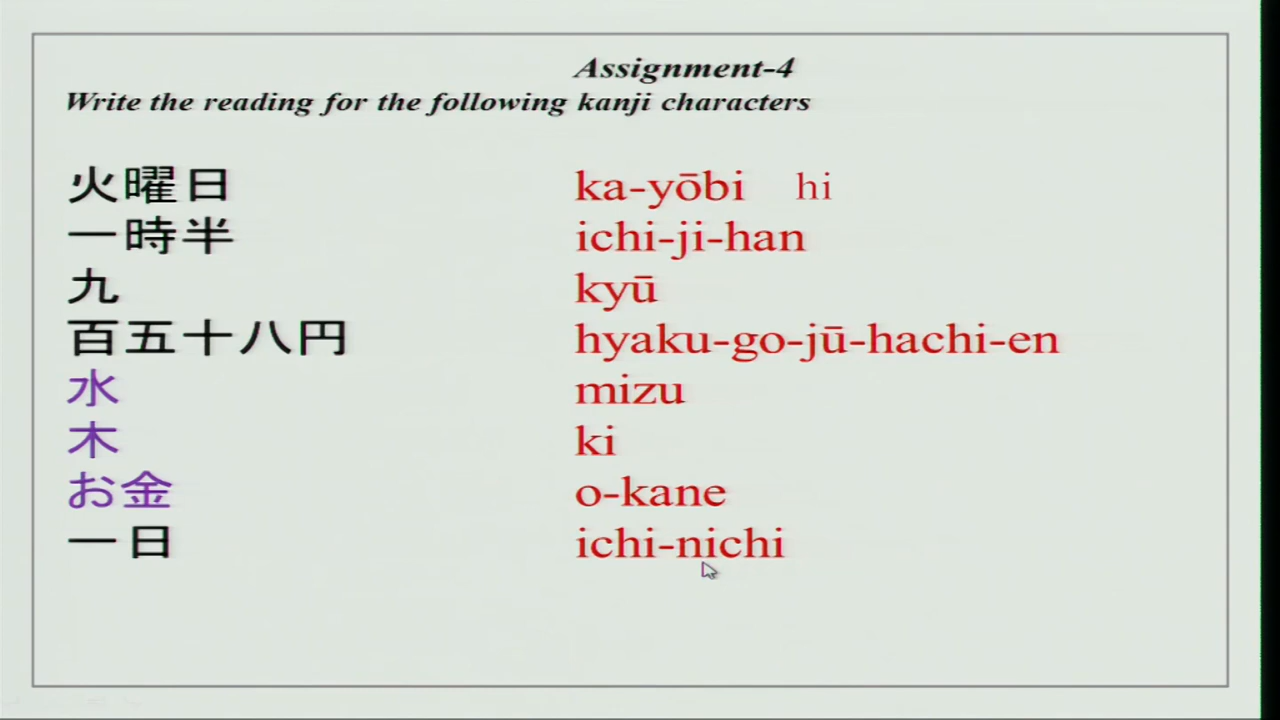 Assignment-4
Write the reading for the following kanji characters
火曜日 ka-yōbi hi
一時半 ichi-ji-han
九 kyū
百五十八円 hyaku-go-jū-hachi-en
水 mizu
木 ki
お金 o-kane
一日 ichi-nichi